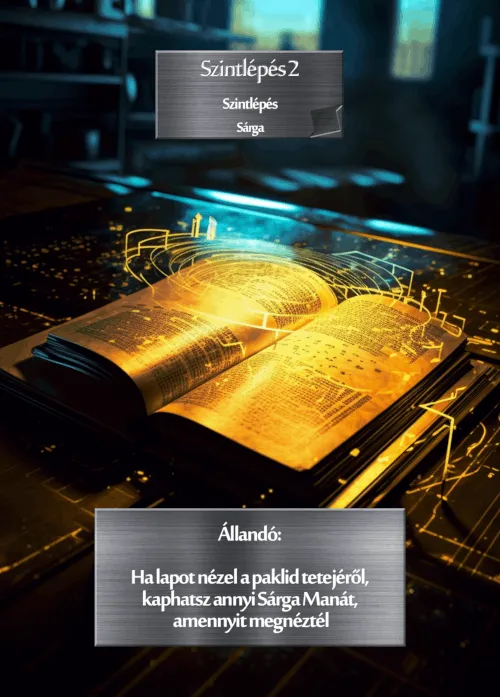 Szintlépés 2
Szintlépés
Sárga
Állandó:
Ha lapot nézel a paklid tetejéről,
kaphatsz annyi Sárga Manát,
amennyit megnéztél